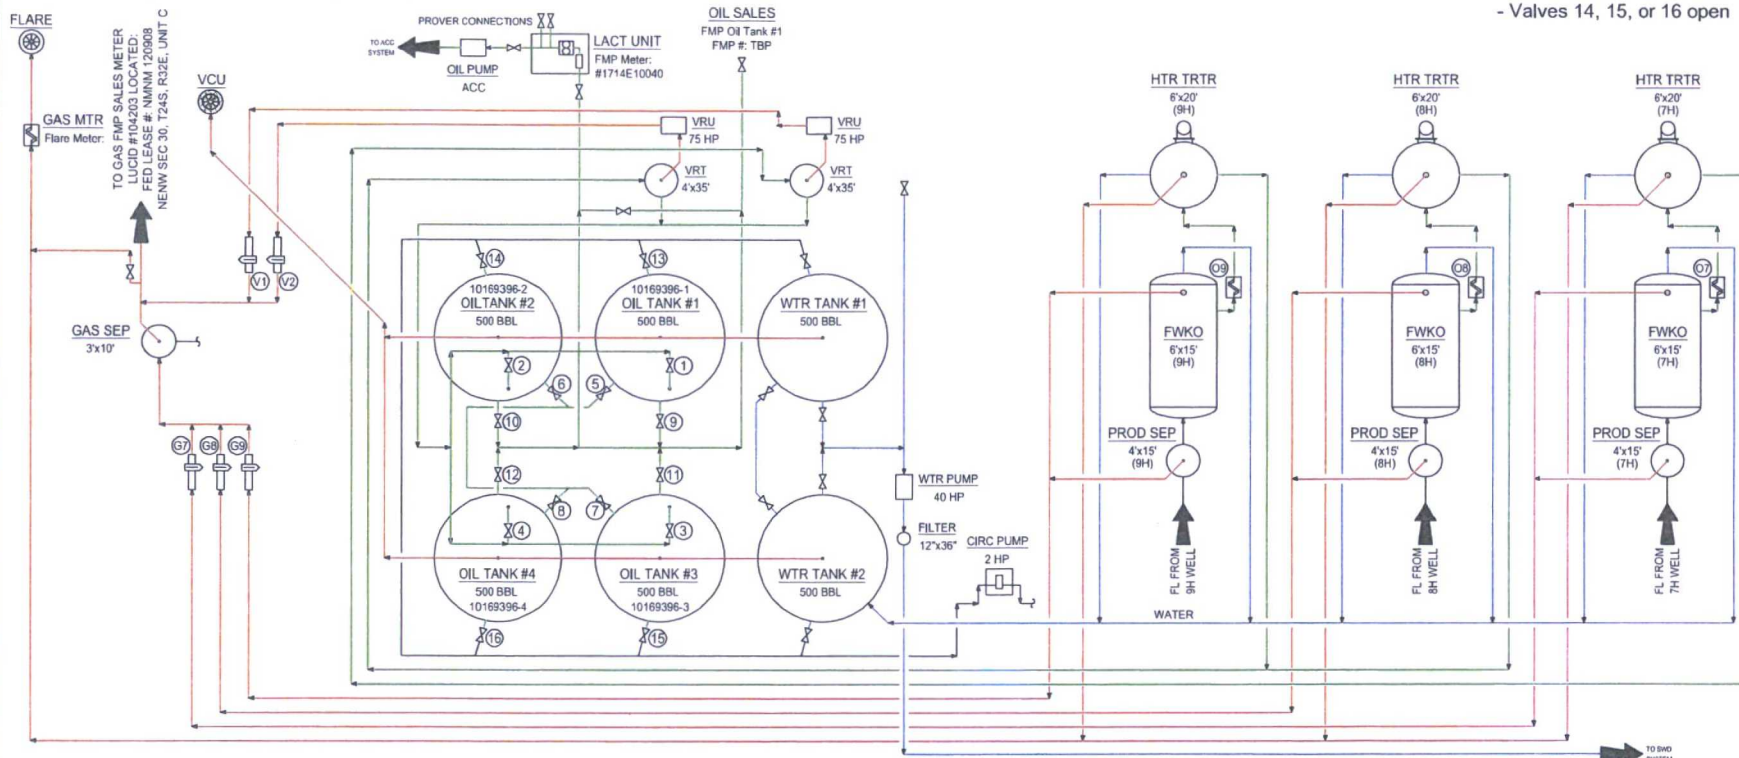 - Valves 14, 15, or 16 open
FLARE
GAS MTR
Flare Meter:
TO GAS FMP SALES METER
LUCID #104203 LOCATED:
FED LEASE #: NMNM 120908
NENW SEC 30, T24S, R32E, UNIT C
VCU
PROVER CONNECTIONS
TO ACC
SYSTEM
OIL PUMP
ACC
LACT UNIT
FMP Meter:
#1714E10040
OIL SALES
FMP Oil Tank #1
FMP #: TBP
VRU
75 HP
VRU
75 HP
VRT
4'x35'
VRT
4'x35'
HTR TRTR
6'x20'
(9H)
HTR TRTR
6'x20'
(8H)
HTR TRTR
6'x20'
(7H)
V1
V2
GAS SEP
3'x10'
G7
G8
G9
14
13
10169396-2
OIL TANK #2
500 BBL
10169396-1
OIL TANK #1
500 BBL
WTR TANK #1
500 BBL
2
1
6
5
10
9
12
11
8
7
4
3
OIL TANK #4
500 BBL
10169396-4
OIL TANK #3
500 BBL
10169396-3
WTR TANK #2
500 BBL
16
15
WTR PUMP
40 HP
FILTER
12"x36"
CIRC PUMP
2 HP
O9
O8
O7
FWKO
6'x15'
(9H)
FWKO
6'x15'
(8H)
FWKO
6'x15'
(7H)
PROD SEP
4'x15'
(9H)
PROD SEP
4'x15'
(8H)
PROD SEP
4'x15'
(7H)
FL FROM
9H WELL
FL FROM
8H WELL
FL FROM
7H WELL
WATER
TO SWD
SYSTEM